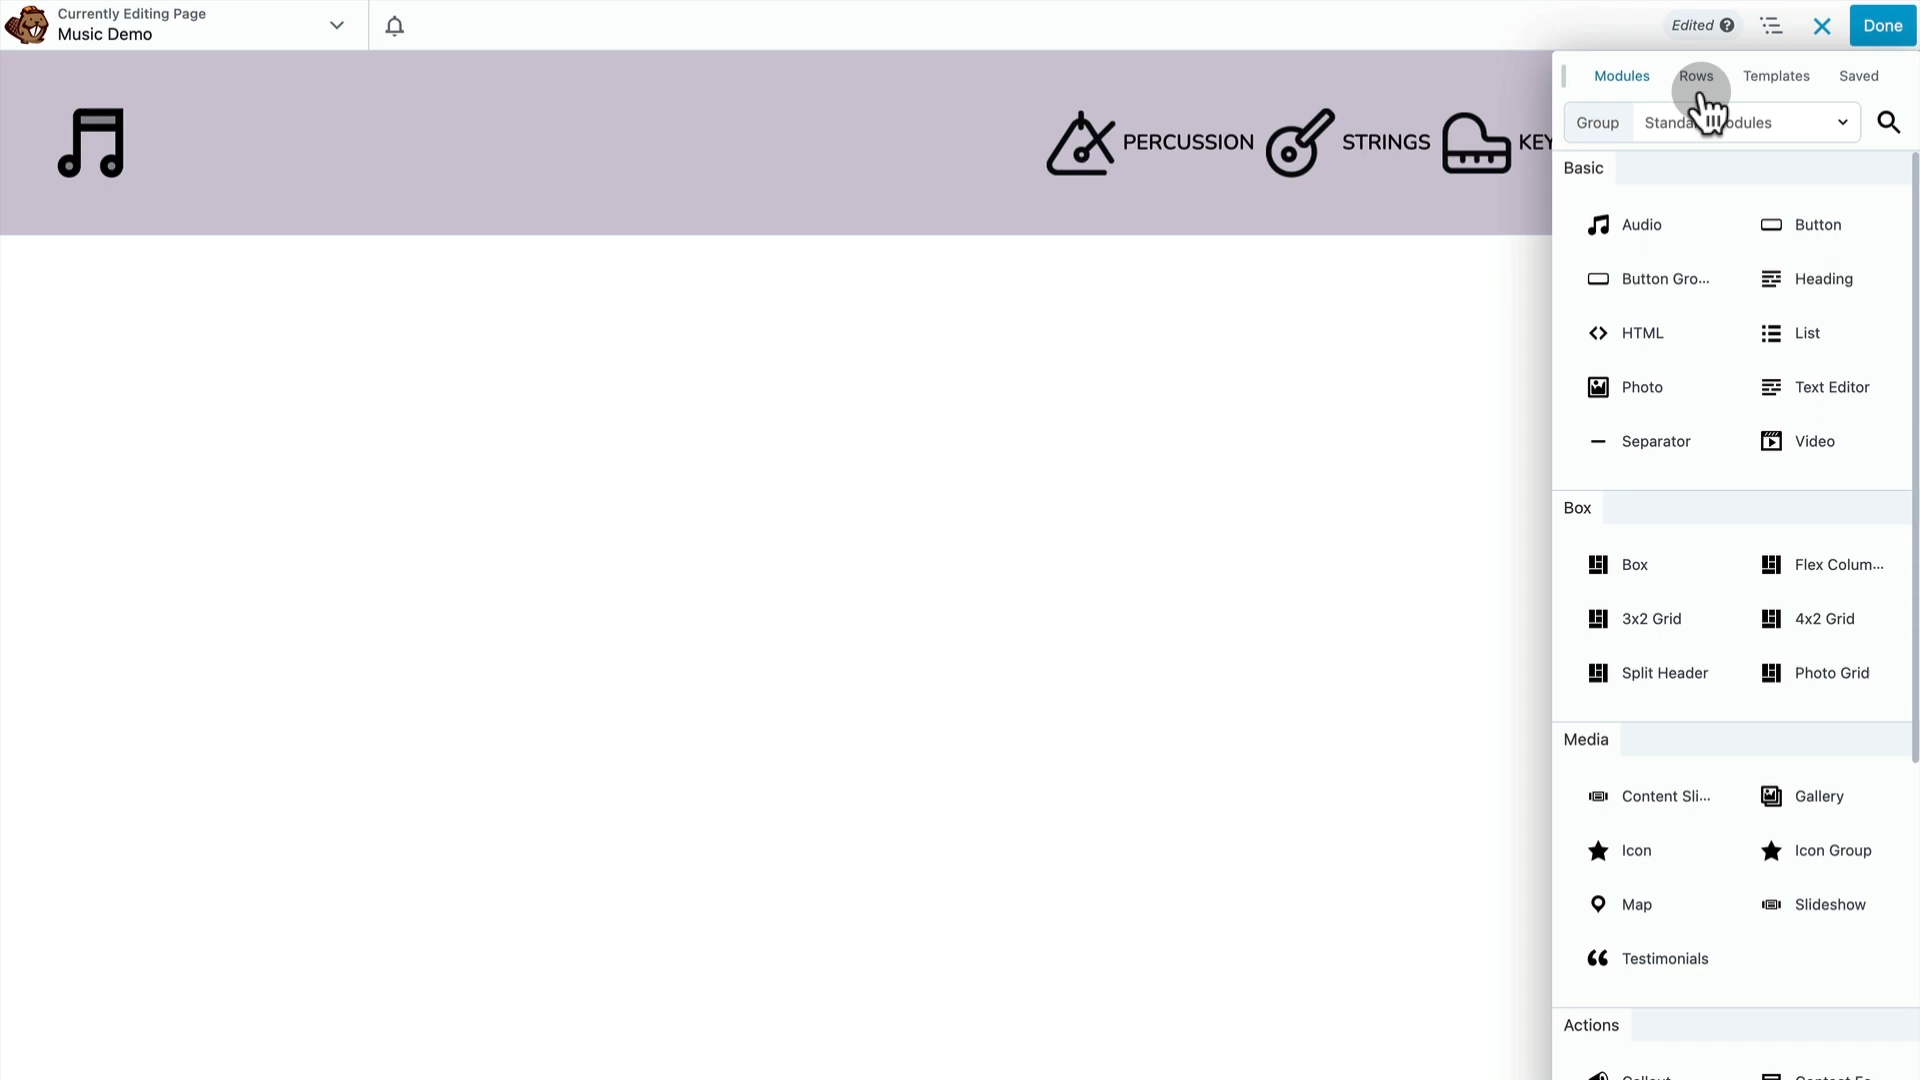 Currently Editing Page
Music Demo
Edited
Done
PERCUSSION
STRINGS
KEY
Modules
Rows
Templates
Saved
Group
Basic
Audio
Button
Button Gro...
Heading
HTML
List
Photo
Text Editor
Separator
Video
Box
Box
Flex Colum...
3x2 Grid
4x2 Grid
Split Header
Photo Grid
Media
Content Sli...
Gallery
Icon
Icon Group
Map
Slideshow
Testimonials
Actions